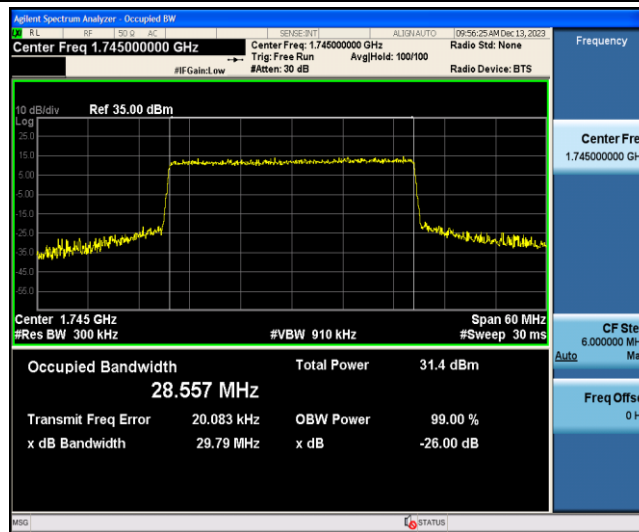 Agilent Spectrum Analyzer - Occupied BW
RL RF 50 Ω AC SENSE:INT ALIGN AUTO 09:56:25 AM Dec 13, 2023
Center Freq 1.745000000 GHz
Center Freq: 1.745000000 GHz
Radio Std: None
Trig: Free Run Avg|Hold: 100/100
#IFGain:Low #Atten: 30 dB Radio Device: BTS
10 dB/div Ref 35.00 dBm
Log
25.0
15.0
5.00
-5.00
-15.0
-25.0
-35.0
-45.0
-55.0
Center 1.745 GHz Span 60 MHz
#Res BW 300 kHz #VBW 910 kHz #Sweep 30 ms
Occupied Bandwidth Total Power 31.4 dBm
28.557 MHz
Transmit Freq Error 20.083 kHz OBW Power 99.00 %
x dB Bandwidth 29.79 MHz x dB -26.00 dB
MSG STATUS
Frequency
Center Fre
1.745000000 GH
CF Ste
6.000000 MH
Auto Ma
Freq Offse
0 H